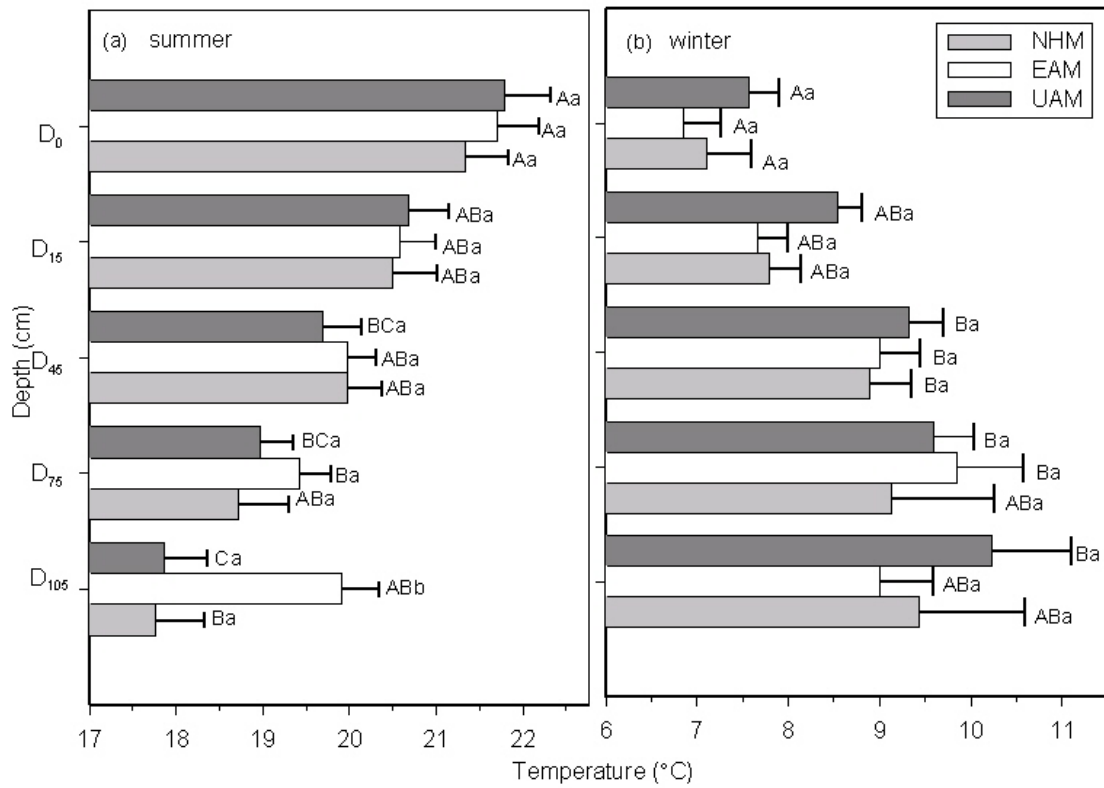 (a) summer
Aa
Aa
Aa
ABa
ABa
ABa
BCa
ABa
ABa
BCa
Ba
ABa
Ca
ABb
Ba
D0
D15
D45
D75
D105
Depth (cm)
17 18 19 20 21 22
(b) winter
NHM
EAM
UAM
Aa
Aa
Aa
ABa
ABa
ABa
Ba
Ba
Ba
Ba
Ba
ABa
Ba
ABa
ABa
6 7 8 9 10 11
Temperature (°C)